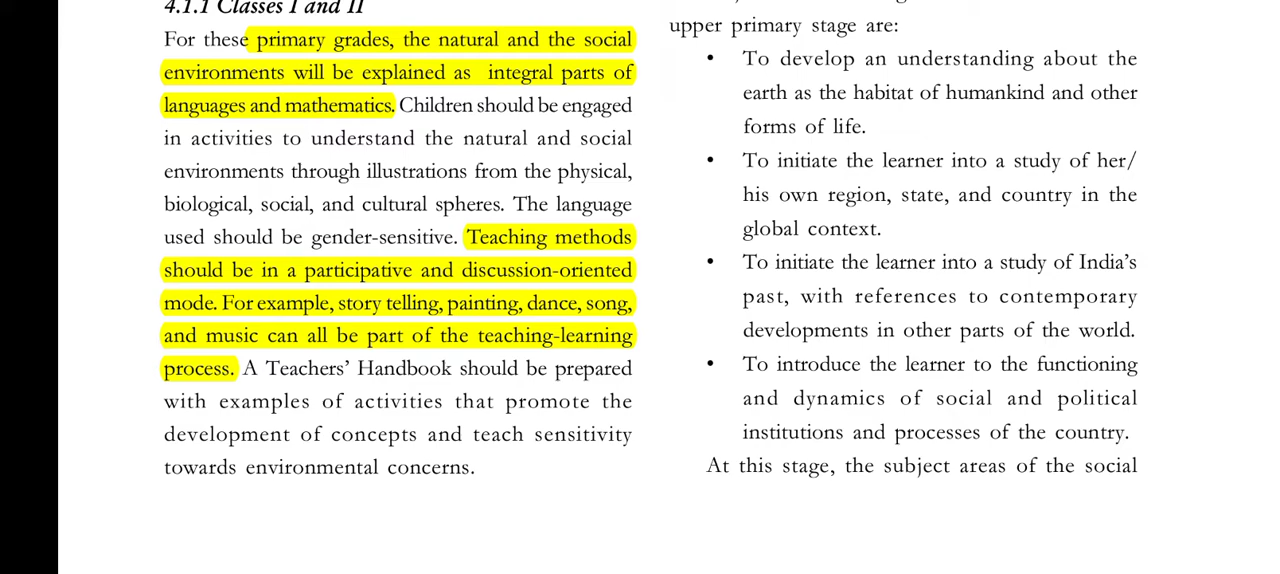 4.1.1 Classes I and II
For these primary grades, the natural and the social
environments will be explained as integral parts of
languages and mathematics. Children should be engaged
in activities to understand the natural and social
environments through illustrations from the physical,
biological, social, and cultural spheres. The language
used should be gender-sensitive. Teaching methods
should be in a participative and discussion-oriented
mode. For example, story telling, painting, dance, song,
and music can all be part of the teaching-learning
process. A Teachers’ Handbook should be prepared
with examples of activities that promote the
development of concepts and teach sensitivity
towards environmental concerns.
upper primary stage are:
• To develop an understanding about the
earth as the habitat of humankind and other
forms of life.
• To initiate the learner into a study of her/
his own region, state, and country in the
global context.
• To initiate the learner into a study of India’s
past, with references to contemporary
developments in other parts of the world.
• To introduce the learner to the functioning
and dynamics of social and political
institutions and processes of the country.
At this stage, the subject areas of the social